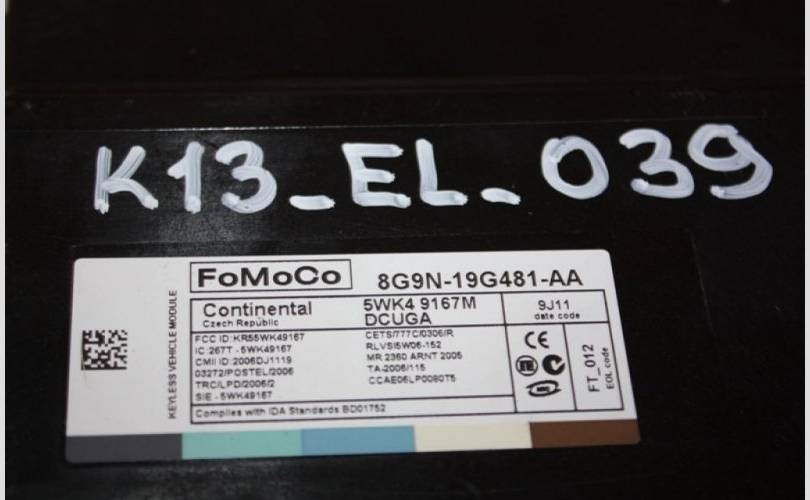 K13_EL_039
FoMoCo 8G9N-19G481-AA
Continental
Czech Republic
5WK4 9167M
DCUGA
9J11
date code
KEYLESS VEHICLE MODULE
FCC ID:KR55WK49167
IC:267T - 5WK49167
CMII ID:2006DJ1119
03272/POSTEL/2006
TRC/LPD/2006/2
SIE - 5WK49167
CETS/777C/0306/R
RLVSI5W06-152
MR 2360 ARNT 2005
TA-2006/115
CCAE06LP0080T5
CE
FT_012
EOL code
Complies with IDA Standards BD01752